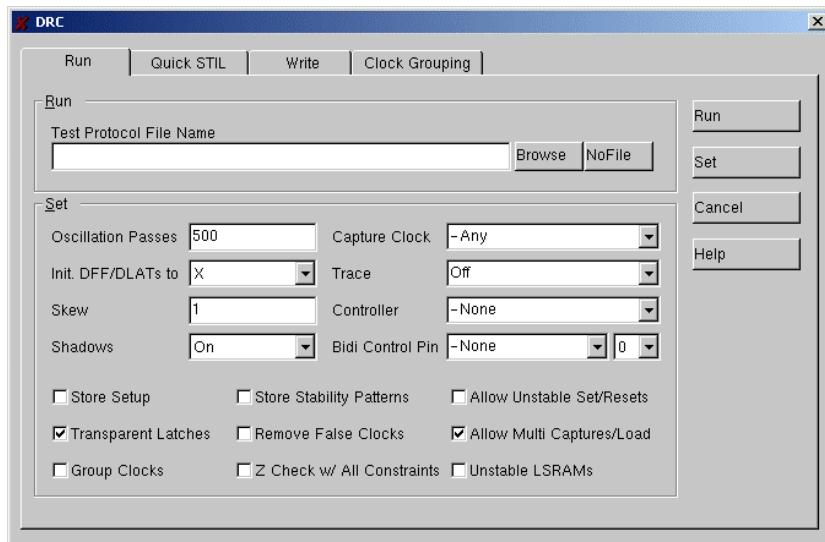 DRC
Run Quick STIL Write Clock Grouping
Run
Test Protocol File Name
Browse NoFile
Set
Oscillation Passes 500 Capture Clock -Any
Init. DFF/DLATs to X Trace Off
Skew 1 Controller -None
Shadows On Bidi Control Pin -None 0
Store Setup Store Stability Patterns Allow Unstable Set/Resets
Transparent Latches Remove False Clocks Allow Multi Captures/Load
Group Clocks Z Check w/ All Constraints Unstable LSRAMs
Run
Set
Cancel
Help